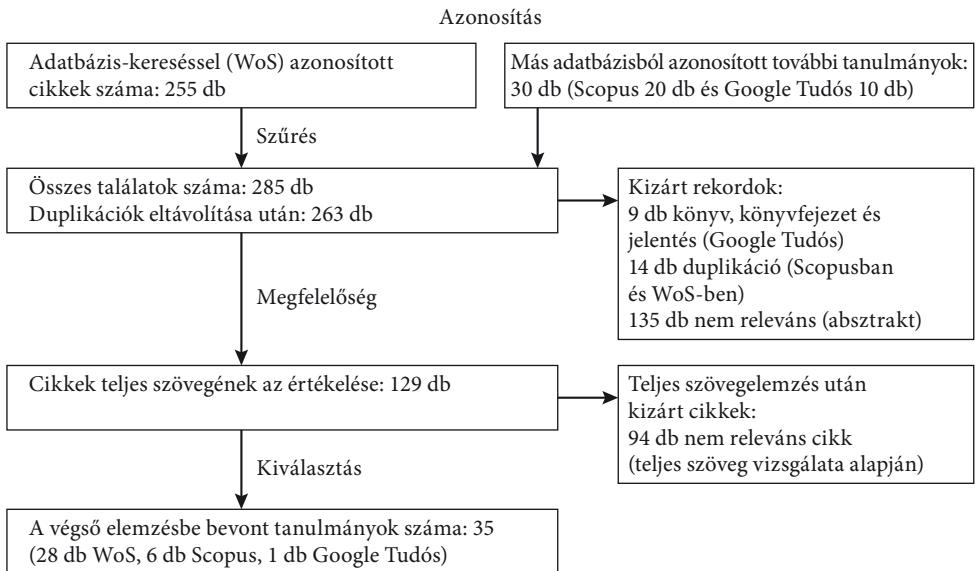 Azonosítás
Adatbázis-kereséssel (WoS) azonosított
cikkek száma: 255 db
Más adatbázisból azonosított további tanulmányok:
30 db (Scopus 20 db és Google Tudós 10 db)
Szűrés
Összes találatok száma: 285 db
Duplikációk eltávolítása után: 263 db
Kizárt rekordok:
9 db könyv, könyvfejezet és
jelentés (Google Tudós)
14 db duplikáció (Scopusban
és WoS-ben)
135 db nem releváns (absztrakt)
Megfelelőség
Cikkek teljes szövegének az értékelése: 129 db
Teljes szövegelemzés után
kizárt cikkek:
94 db nem releváns cikk
(teljes szöveg vizsgálata alapján)
Kiválasztás
A végső elemzésbe bevont tanulmányok száma: 35
(28 db WoS, 6 db Scopus, 1 db Google Tudós)